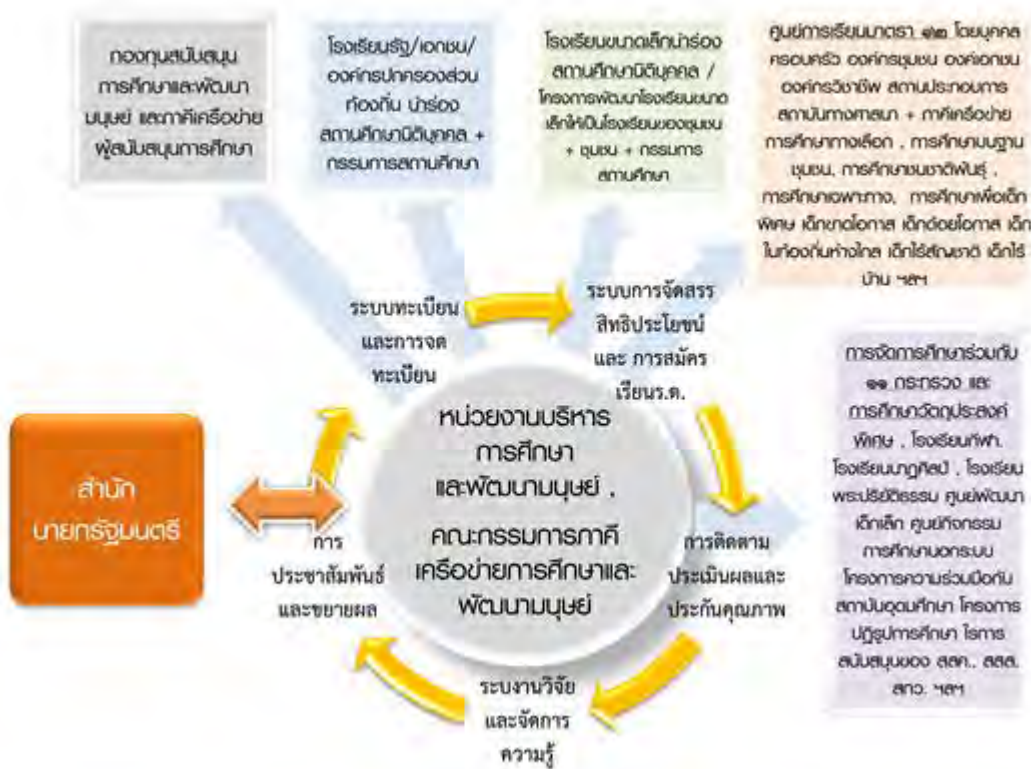 กองทุนสนับสนุน
การศึกษาและพัฒนา
มนุษย์ และภาคีเครือข่าย
ผู้สนับสนุนการศึกษา
โรงเรียนรัฐ/เอกชน/
องค์กรปกครองส่วน
ท้องถิ่น นำร่อง
สถานศึกษานิติบุคคล +
กรรมการสถานศึกษา
โรงเรียนขนาดเล็กนำร่อง
สถานศึกษานิติบุคคล /
โครงการพัฒนาโรงเรียนขนาด
เล็กให้เป็นโรงเรียนของชุมชน
+ ชุมชน + กรรมการ
สถานศึกษา
ศูนย์การเรียนมาตรา ๑๒ โดยบุคคล
ครอบครัว องค์กรชุมชน องค์เอกชน
องค์กรวิชาชีพ สถานประกอบการ
สถาบันทางศาสนา + ภาคีเครือข่าย
การศึกษาทางเลือก , การศึกษาบนฐาน
ชุมชน, การศึกษาชนชาติพันธุ์ ,
การศึกษาเฉพาะทาง, การศึกษาเพื่อเด็ก
พิเศษ เด็กขาดโอกาส เด็กด้อยโอกาส เด็ก
ในท้องถิ่นห่างไกล เด็กไร้สัญชาติ เด็กไร้
บ้าน ฯลฯ
ระบบทะเบียน
และการจด
ทะเบียน
ระบบการจัดสรร
สิทธิประโยชน์
และ การสมัคร
เรียนร.ด.
การจัดการศึกษาร่วมกับ
๑๑ กระทรวง และ
การศึกษาวัตถุประสงค์
พิเศษ , โรงเรียนกีฬา,
โรงเรียนนาฏศิลป์ , โรงเรียน
พระปริยัติธรรม ศูนย์พัฒนา
เด็กเล็ก ศูนย์กิจกรรม
การศึกษานอกระบบ
โครงการความร่วมมือกับ
สถาบันอุดมศึกษา โครงการ
ปฏิรูปการศึกษา ในการ
สนับสนุนของ สสค., สสส.
สกว. ฯลฯ
สำนัก
นายกรัฐมนตรี
หน่วยงานบริหาร
การศึกษา
และพัฒนามนุษย์ ,
คณะกรรมการภาคี
เครือข่ายการศึกษาและ
พัฒนามนุษย์
การ
ประชาสัมพันธ์
และขยายผล
การติดตาม
ประเมินผลและ
ประกันคุณภาพ
ระบงานวิจัย
และจัดการ
ความรู้